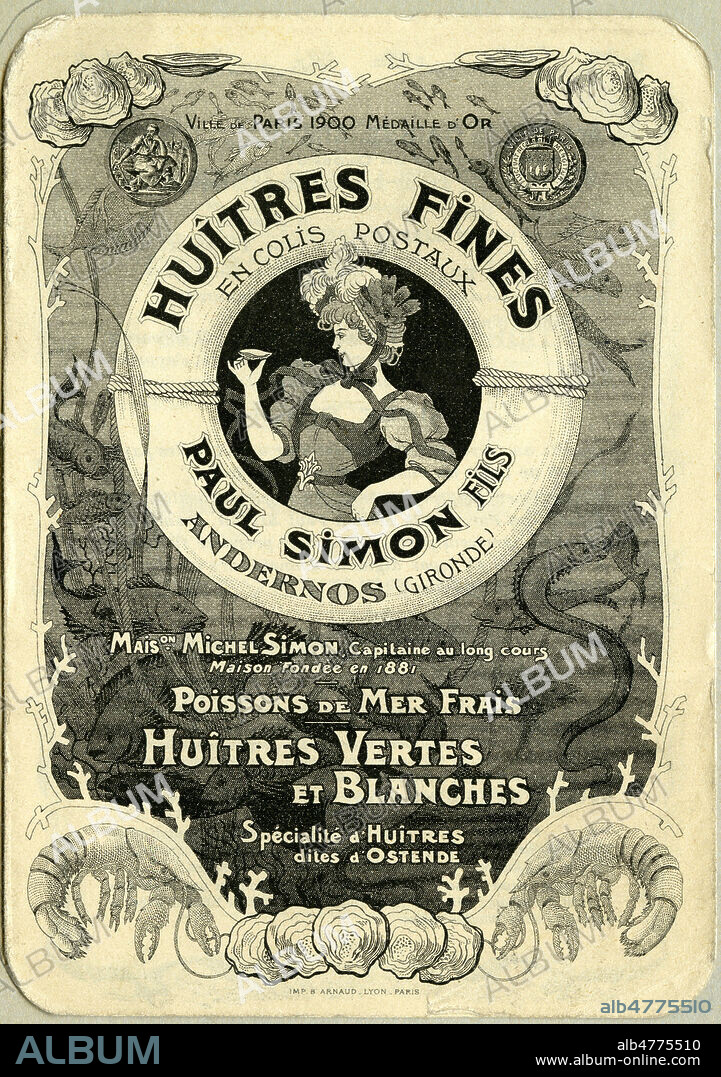 Ville de Paris 1900 Médaille d'Or
HUÎTRES FINES
EN COLIS POSTAUX
PAUL SIMON FILS
ANDERNOS (GIRONDE)
Maison Michel Simon, Capitaine au long cours
Maison Fondée en 1881
Poissons de Mer Frais
Huîtres Vertes
et Blanches
Spécialité d'Huîtres
dites d'Ostende
IMP. B. ARNAUD. LYON. PARIS
alb4775510
ALBUM
alb4775510
www.album-online.com